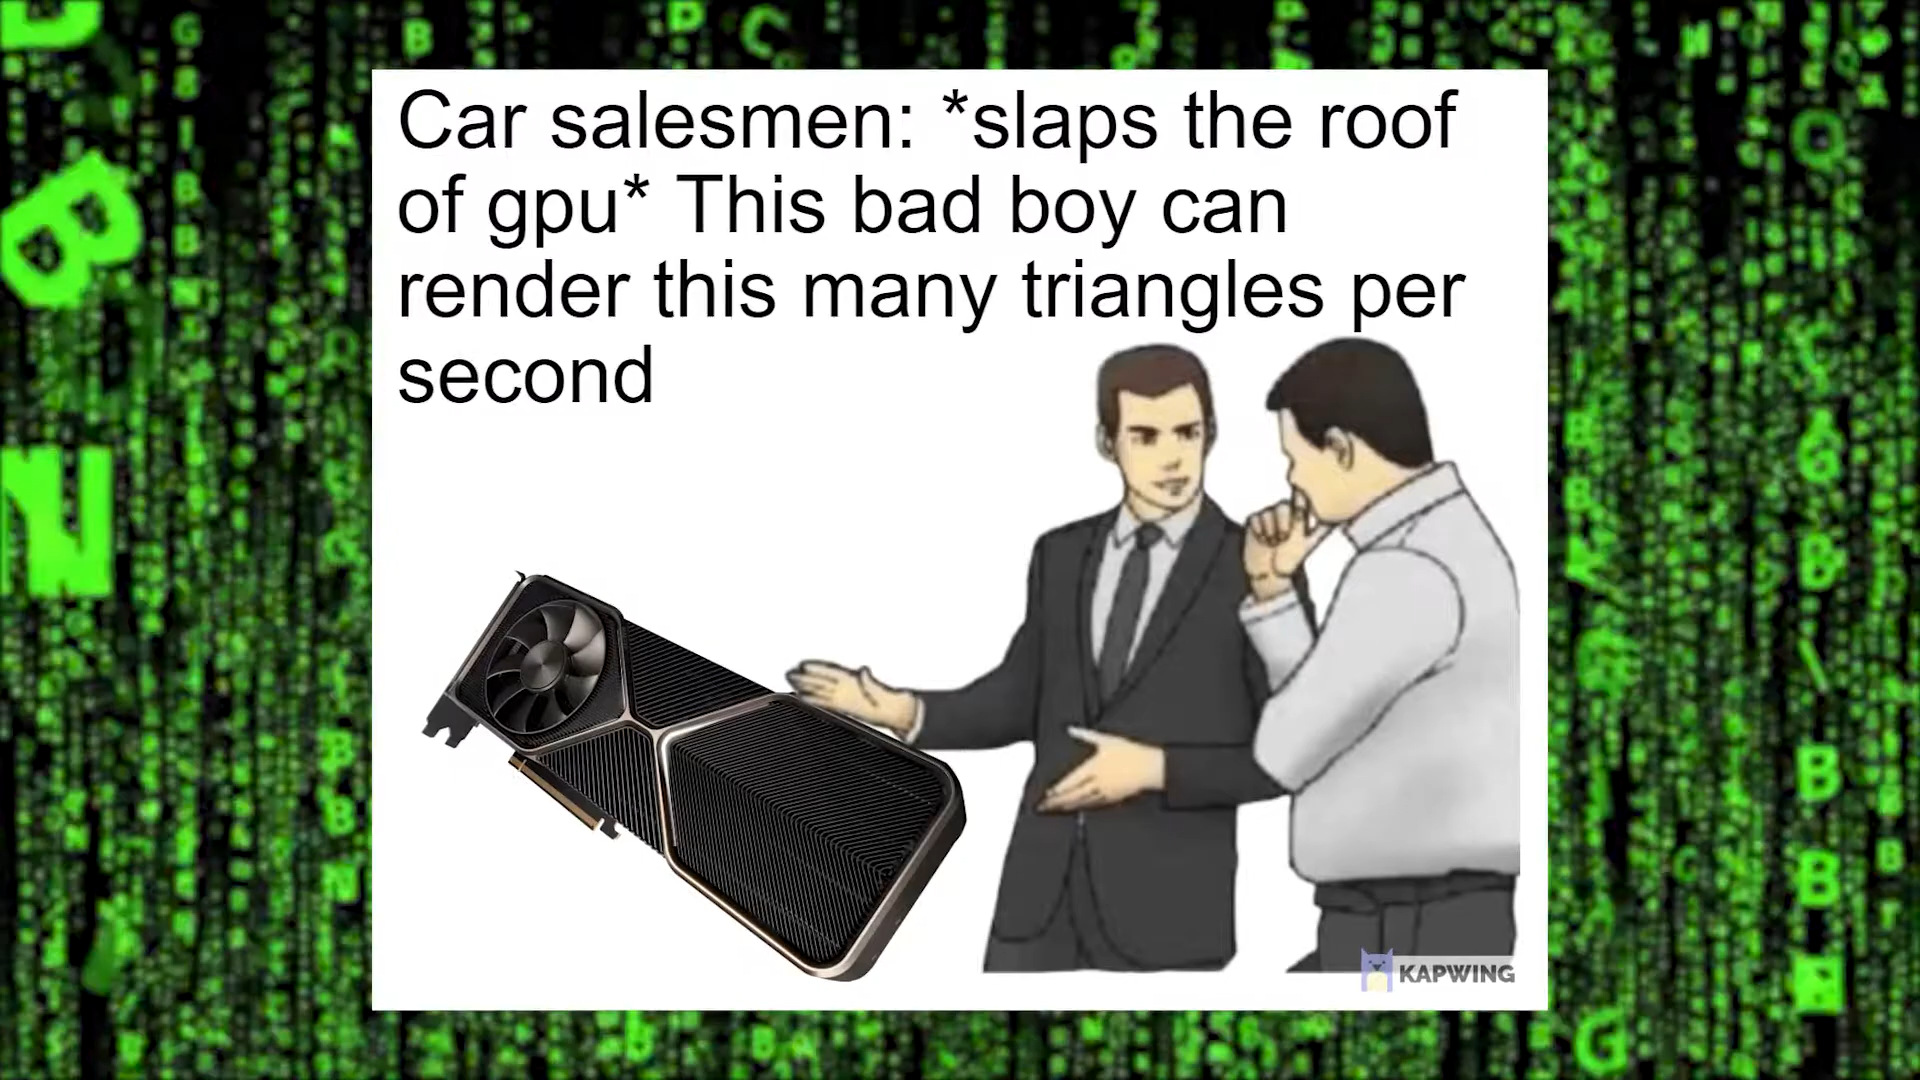 Car salesmen: *slaps the roof
of gpu* This bad boy can
render this many triangles per
second
KAPWING